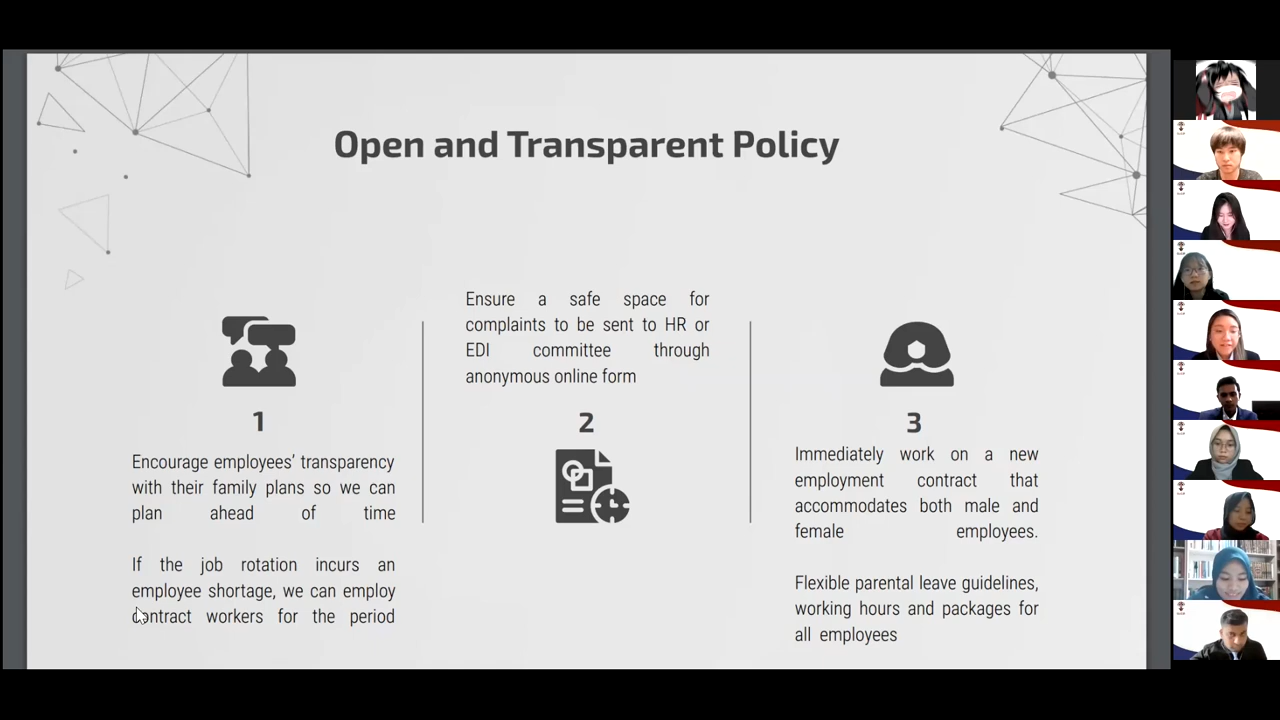 Open and Transparent Policy
1
Encourage employees’ transparency
with their family plans so we can
plan ahead of time
If the job rotation incurs an
employee shortage, we can employ
contract workers for the period
Ensure a safe space for
complaints to be sent to HR or
EDI committee through
anonymous online form
2
3
Immediately work on a new
employment contract that
accommodates both male and
female employees.
Flexible parental leave guidelines,
working hours and packages for
all employees